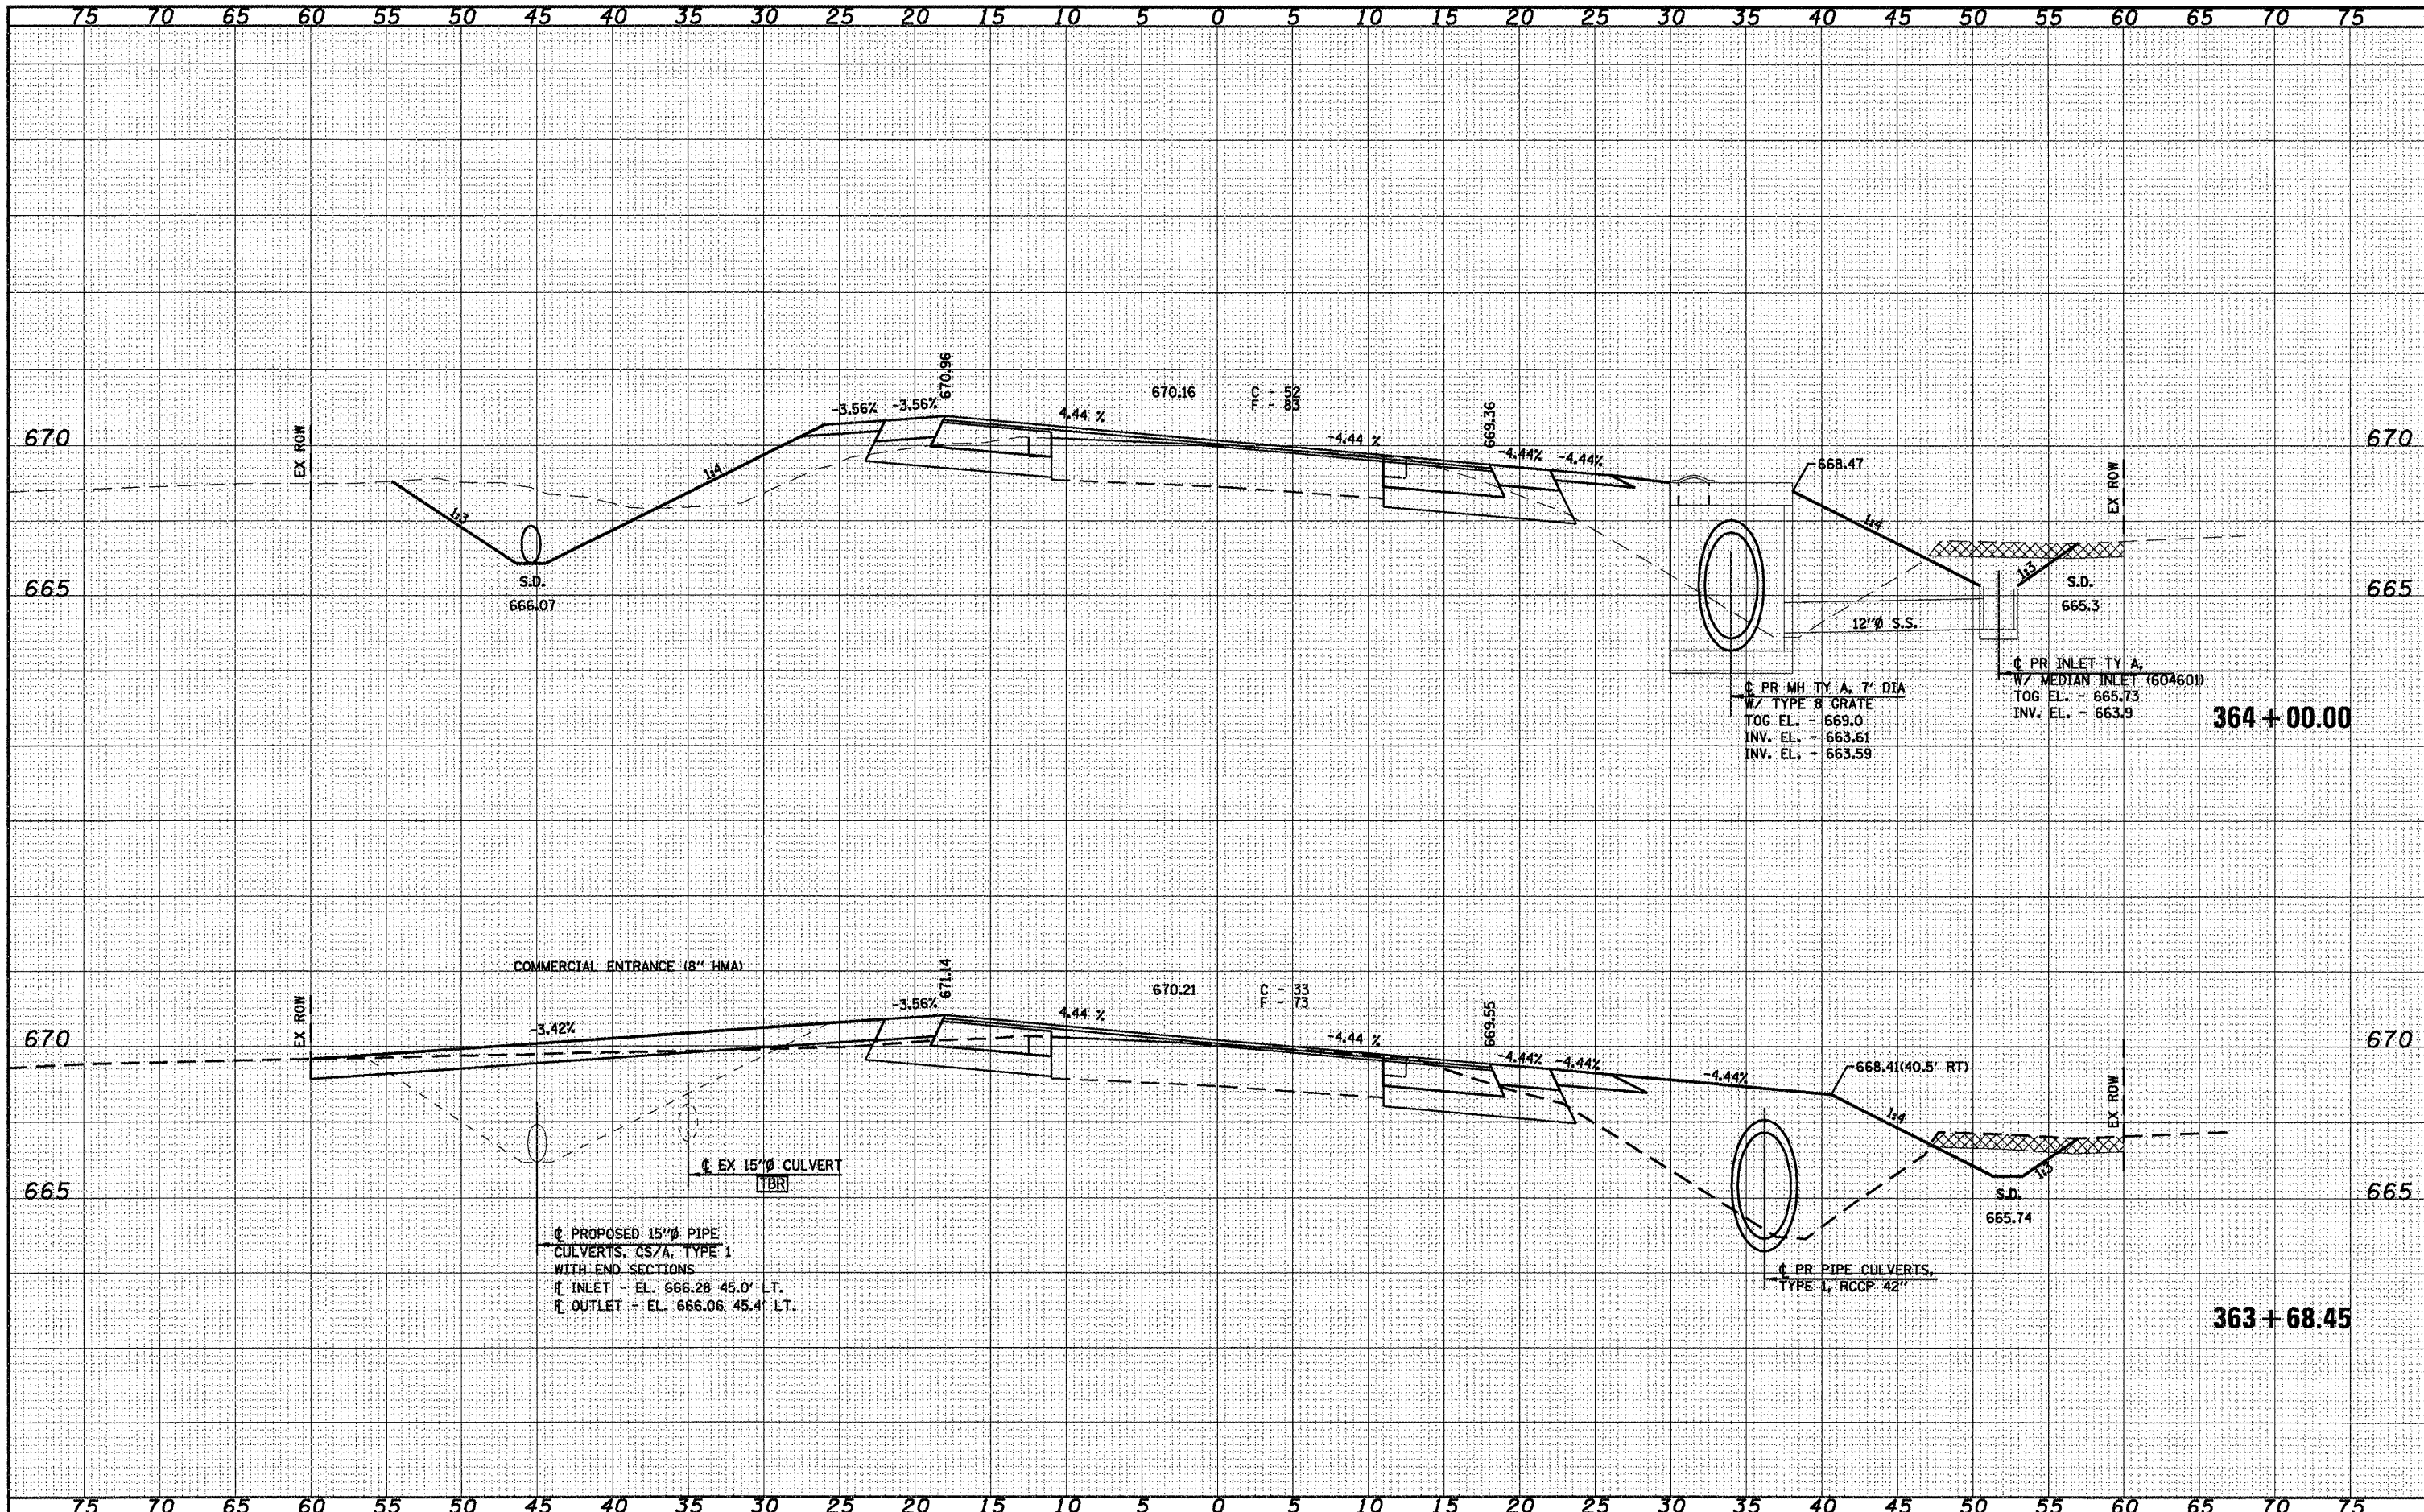 75 70 65 60 55 50 45 40 35 30 25 20 15 10 5 0 5 10 15 20 25 30 35 40 45 50 55 60 65 70 75
670.96
670.16
C - 52
F - 83
669.36
-3.56% -3.56%
4.44 %
-4.44 %
-4.44% -4.44%
670
EX ROW
668.47
EX ROW
670
1:4
1:3
1:4
1:3
S.D.
666.07
665
S.D.
665.3
665
12"Ø S.S.
℄ PR MH TY A, 7' DIA
W/ TYPE 8 GRATE
TOG EL. - 669.0
INV. EL. - 663.61
INV. EL. - 663.59
℄ PR INLET TY A,
W/ MEDIAN INLET (604601)
TOG EL. - 665.73
INV. EL. - 663.9
364+00.00
COMMERCIAL ENTRANCE (8" HMA)
671.14
670.21
C - 33
F - 73
669.55
EX ROW
-3.42%
-3.56%
4.44 %
-4.44 %
-4.44% -4.44%
-4.44%
668.41(40.5' RT)
EX ROW
670
670
1:4
1:3
℄ EX 15"Ø CULVERT
TBR
665
S.D.
665.74
665
℄ PROPOSED 15"Ø PIPE
CULVERTS, CS/A, TYPE 1
WITH END SECTIONS
FL INLET - EL. 666.28 45.0' LT.
FL OUTLET - EL. 666.06 45.4' LT.
℄ PR PIPE CULVERTS,
TYPE 1, RCCP 42"
363+68.45
75 70 65 60 55 50 45 40 35 30 25 20 15 10 5 0 5 10 15 20 25 30 35 40 45 50 55 60 65 70 75